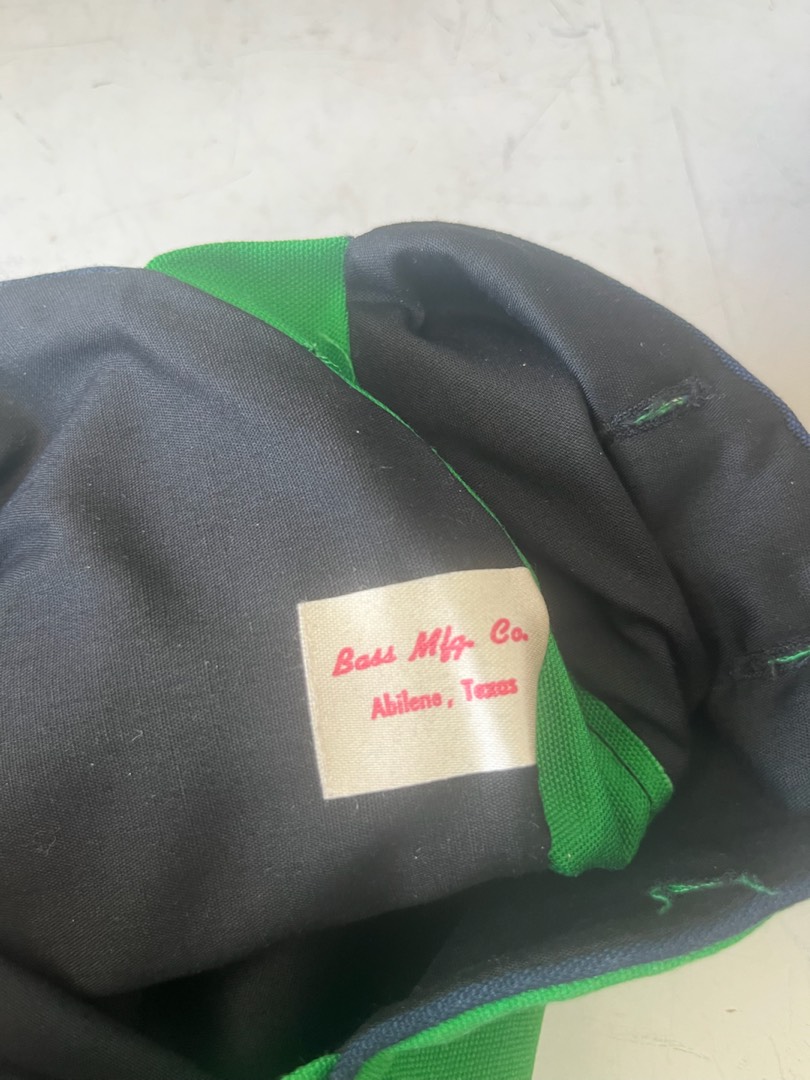 Bass Mfg. Co.
Abilene, Texas